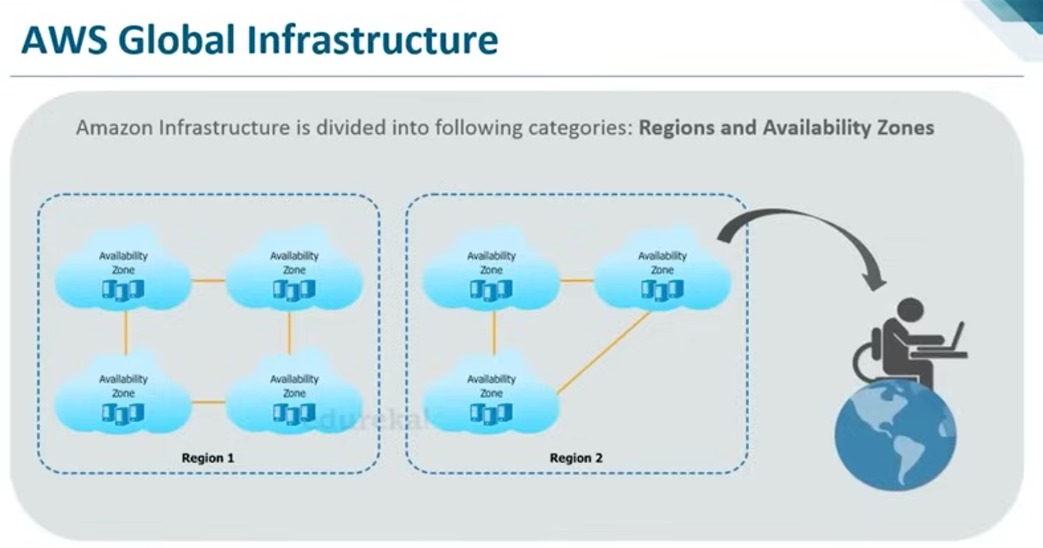 AWS Global Infrastructure
Amazon Infrastructure is divided into following categories: Regions and Availability Zones
Availability
Zone
Availability
Zone
Availability
Zone
Availability
Zone
Region 1
Availability
Zone
Availability
Zone
Availability
Zone
Region 2